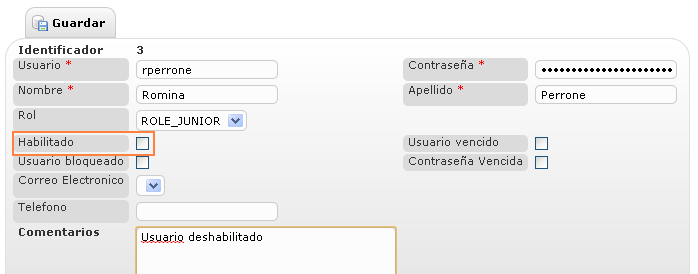 Guardar
Identificador 3
Usuario * rperrone Contraseña * ••••••••••••••••••••••
Nombre * Romina Apellido * Perrone
Rol ROLE_JUNIOR
Habilitado Usuario vencido
Usuario bloqueado Contraseña Vencida
Correo Electronico
Telefono
Comentarios Usuario deshabilitado